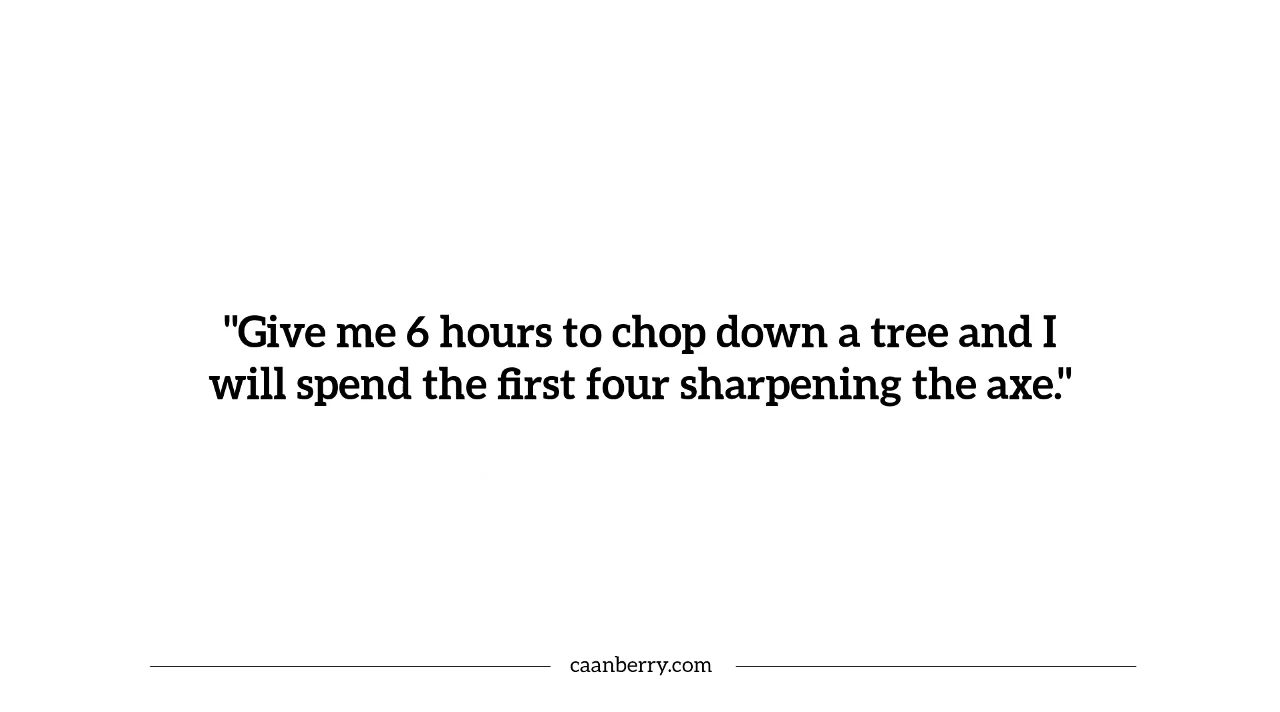 "Give me 6 hours to chop down a tree and I
will spend the first four sharpening the axe."
caanberry.com